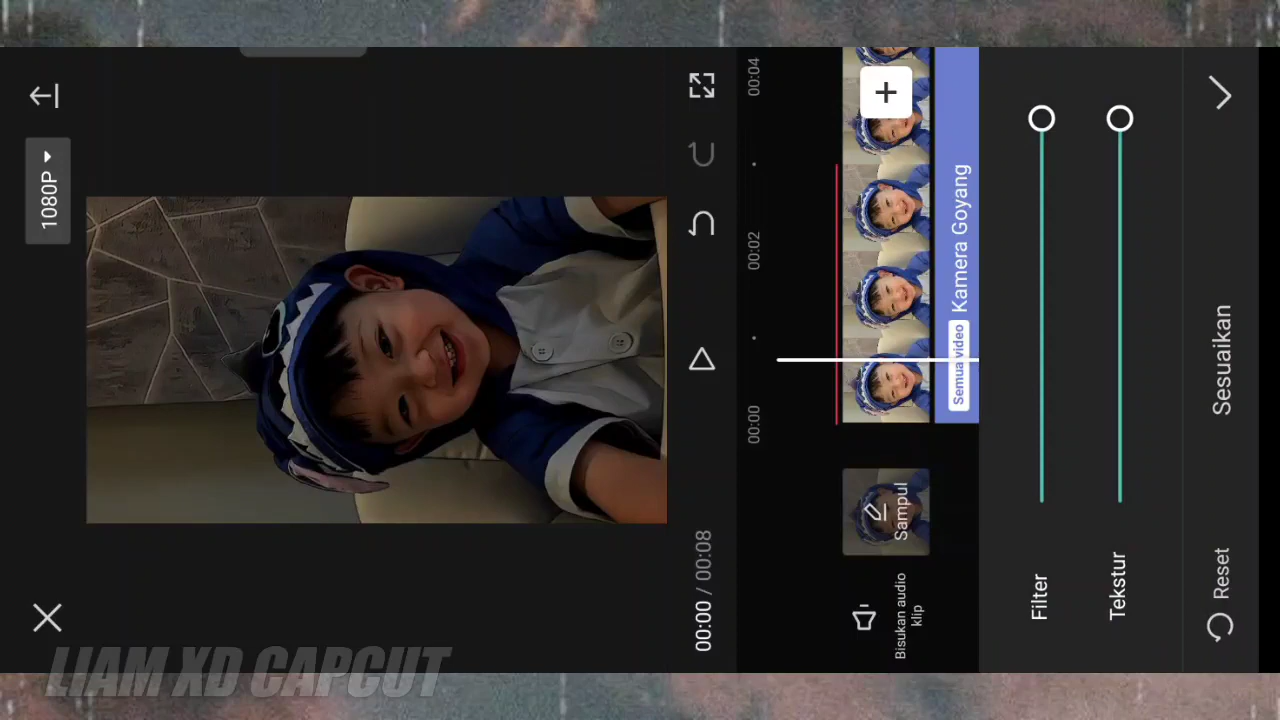 1080P
00:00 / 00:08
00:00
00:02
00:04
Bisukan audio
klip
Sampul
Semua video Kamera Goyang
Filter
Tekstur
Reset
Sesuaikan
LIAM XD CAPCUT